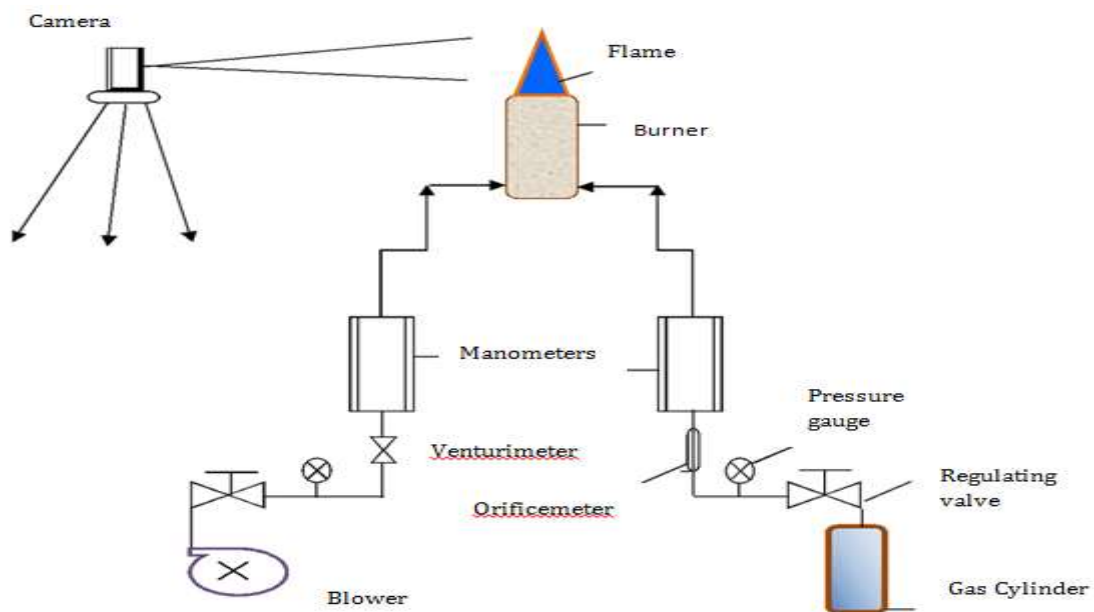 Camera
Flame
Burner
Manometers
Pressure
gauge
Venturimeter
Regulating
valve
Orificemeter
Blower
Gas Cylinder